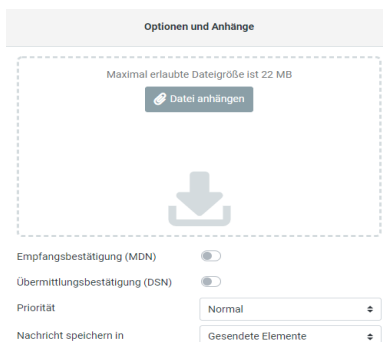 Optionen und Anhänge
Maximal erlaubte Dateigröße ist 22 MB
Datei anhängen
Empfangsbestätigung (MDN)
Übermittlungsbestätigung (DSN)
Priorität Normal
Nachricht speichern in Gesendete Elemente